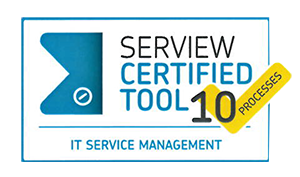 SERVIEW
CERTIFIED
TOOL
10 PROCESSES
IT SERVICE MANAGEMENT